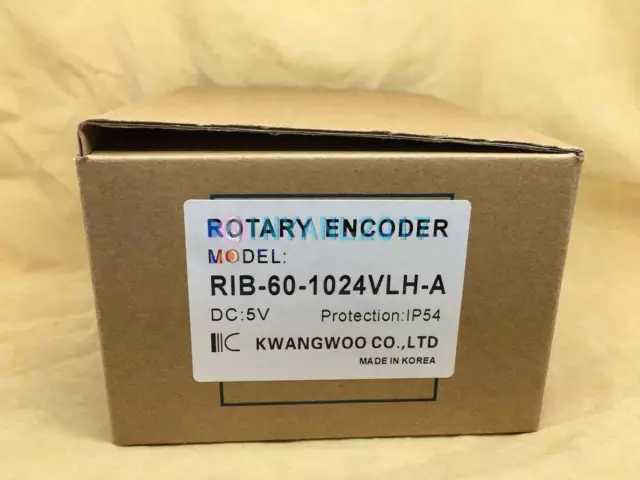 ROTARY ENCODER
MODEL:
RIB-60-1024VLH-A
DC:5V Protection:IP54
KWANGWOO CO.,LTD
MADE IN KOREA